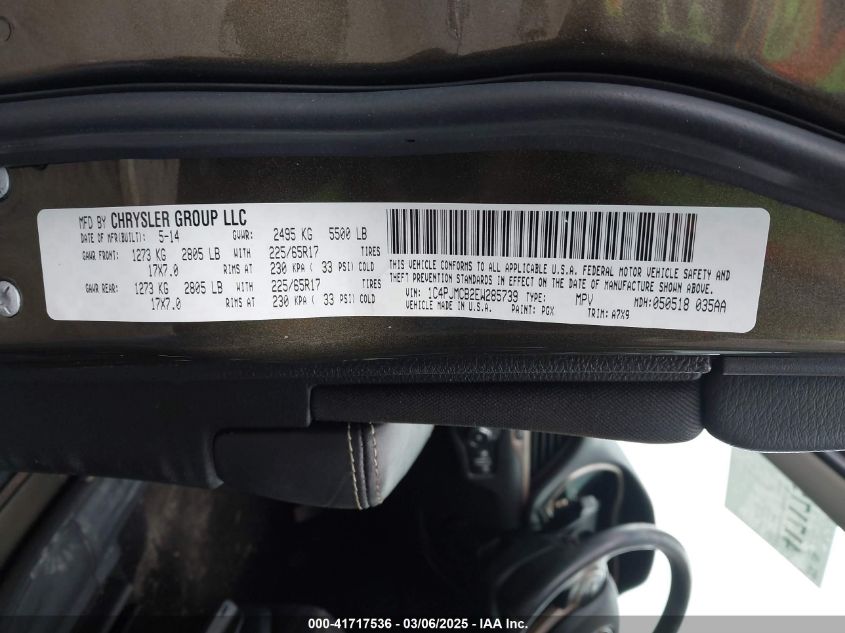 MFD BY CHRYSLER GROUP LLC
DATE OF MFR(BUILT): 5-14 GVWR: 2495 KG 5500 LB
GAWR FRONT: 1273 KG 2805 LB WITH 225/65R17 TIRES
17X7.0 RIMS AT 230 KPA ( 33 PSI) COLD
GAWR REAR: 1273 KG 2805 LB WITH 225/65R17 TIRES
17X7.0 RIMS AT 230 KPA ( 33 PSI) COLD
THIS VEHICLE CONFORMS TO ALL APPLICABLE U.S.A. FEDERAL MOTOR VEHICLE SAFETY AND
THEFT PREVENTION STANDARDS IN EFFECT ON THE DATE OF MANUFACTURE SHOWN ABOVE.
VIN: 1C4PJMCB2EW285739 TYPE: MPV MDH: 050518 035AA
VEHICLE MADE IN U.S.A. PAINT: PGX TRIM: A7X9
000-41717536 - 03/06/2025 - IAA Inc.